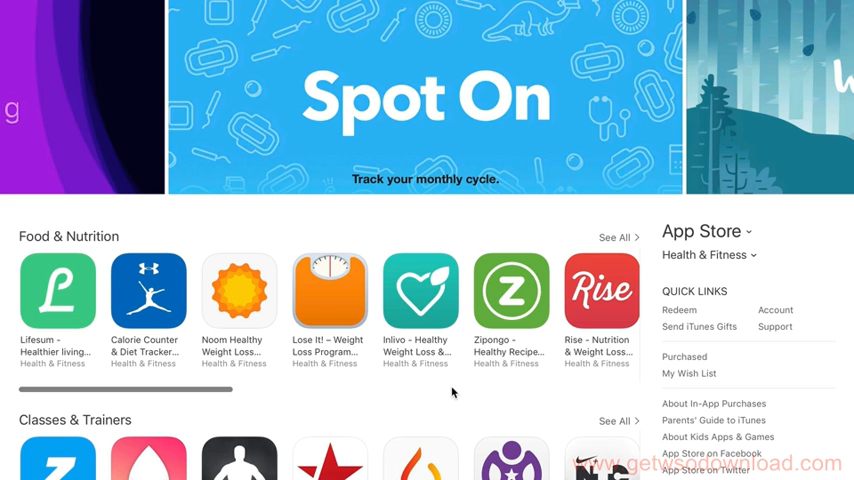 g
Spot On
Track your monthly cycle.
Food & Nutrition
See All >
Lifesum -
Healthier living...
Health & Fitness
Calorie Counter
& Diet Tracker...
Health & Fitness
Noom Healthy
Weight Loss...
Health & Fitness
Lose It! – Weight
Loss Program...
Health & Fitness
Inlivo - Healthy
Weight Loss &...
Health & Fitness
Z
Zipongo -
Healthy Recipe...
Health & Fitness
Rise
Rise - Nutrition
& Weight Loss...
Health & Fitness
Classes & Trainers
See All >
App Store
Health & Fitness
QUICK LINKS
Redeem
Account
Send iTunes Gifts
Support
Purchased
My Wish List
About In-App Purchases
Parents' Guide to iTunes
About Kids Apps & Games
App Store on Facebook
App Store on Twitter
www.getwsodownload.com